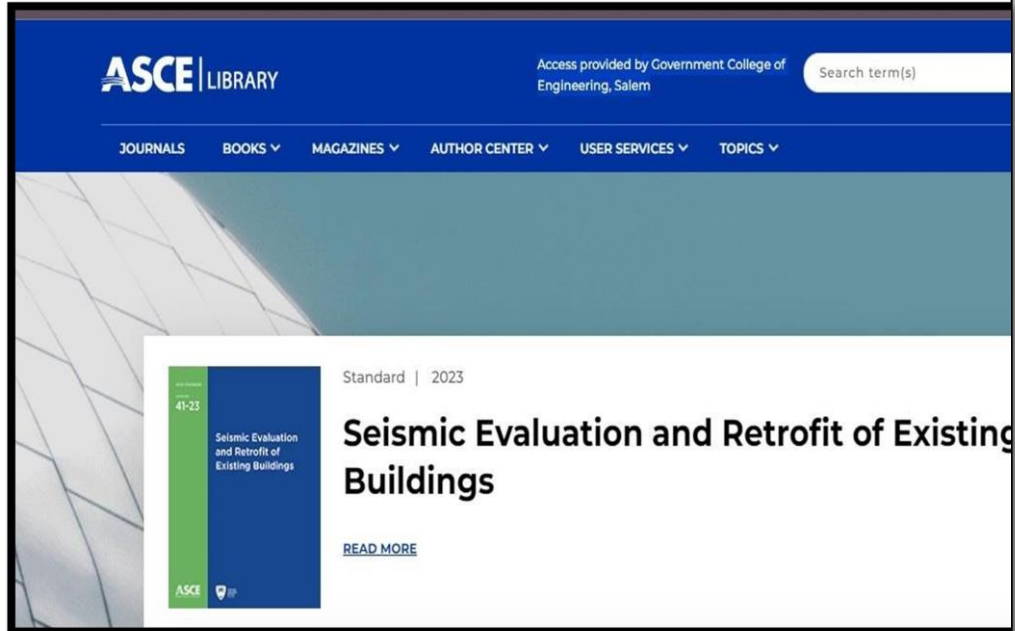 ASCE LIBRARY
Access provided by Government College of
Engineering, Salem
Search term(s)
JOURNALS BOOKS MAGAZINES AUTHOR CENTER USER SERVICES TOPICS
Standard | 2023
Seismic Evaluation and Retrofit of Existing
Buildings
READ MORE
41-23
Seismic Evaluation
and Retrofit of
Existing Buildings
ASCE